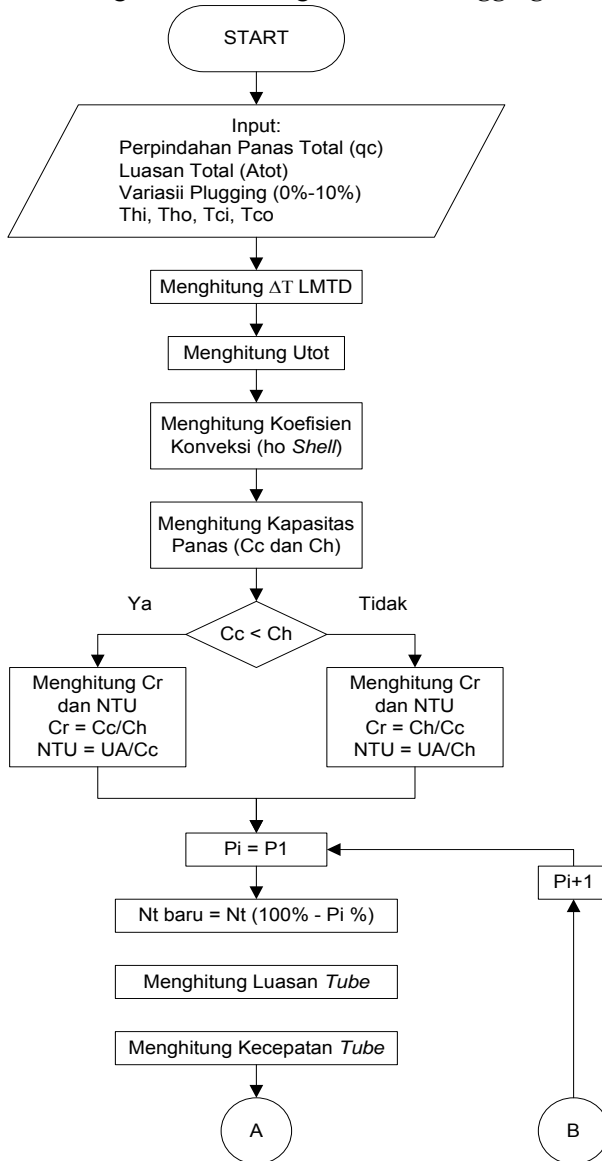 START
Input:
Perpindahan Panas Total (qc)
Luasan Total (Atot)
Variasii Plugging (0%-10%)
Thi, Tho, Tci, Tco
Menghitung ΔT LMTD
Menghitung Utot
Menghitung Koefisien
Konveksi (ho Shell)
Menghitung Kapasitas
Panas (Cc dan Ch)
Ya
Tidak
Cc < Ch
Menghitung Cr
dan NTU
Cr = Cc/Ch
NTU = UA/Cc
Menghitung Cr
dan NTU
Cr = Ch/Cc
NTU = UA/Ch
Pi = P1
Pi+1
Nt baru = Nt (100% - Pi %)
Menghitung Luasan Tube
Menghitung Kecepatan Tube
A
B